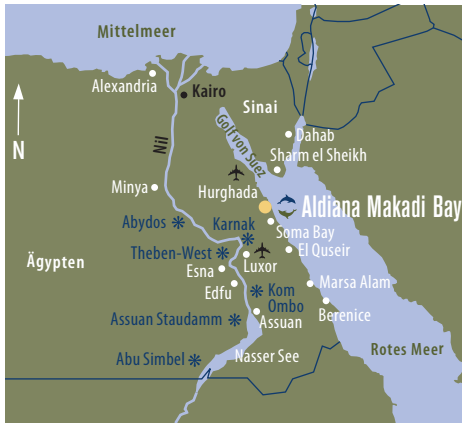 Mittelmeer
Alexandria
Kairo
Sinai
N
Nil
Golf von Suez
Dahab
Sharm el Sheikh
Minya
Hurghada
Aldiana Makadi Bay
Abydos
Karnak
Soma Bay
Theben-West
El Quseir
Ägypten
Esna
Luxor
Edfu
Kom
Ombo
Marsa Alam
Assuan Staudamm
Assuan
Berenice
Abu Simbel
Nasser See
Rotes Meer